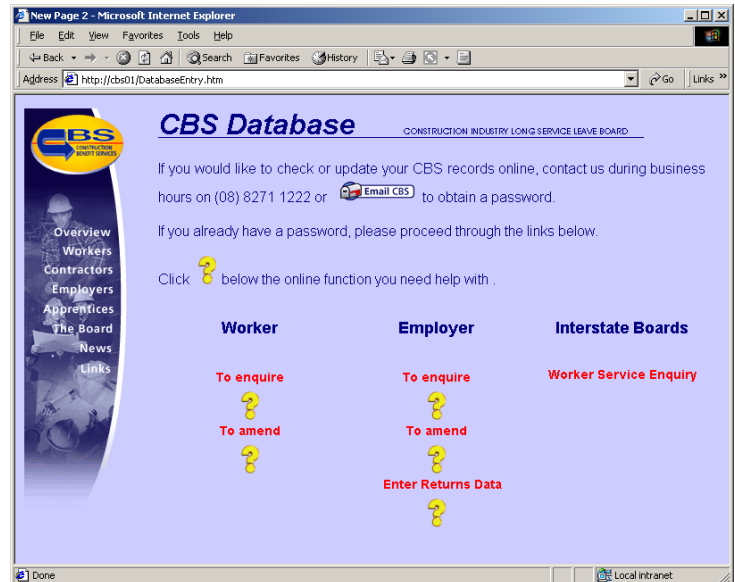 New Page 2 - Microsoft Internet Explorer
File Edit View Favorites Tools Help
Back Search Favorites History
Address http://cbs01/DatabaseEntry.htm Go Links »
CBS
CONSTRUCTION
BENEFIT SERVICES
CBS Database CONSTRUCTION INDUSTRY LONG SERVICE LEAVE BOARD
If you would like to check or update your CBS records online, contact us during business
hours on (08) 8271 1222 or Email CBS to obtain a password.
If you already have a password, please proceed through the links below.
Click ? below the online function you need help with .
Overview
Workers
Contractors
Employers
Apprentices
The Board
News
Links
Worker Employer Interstate Boards
To enquire To enquire Worker Service Enquiry
? ?
To amend To amend
? ?
Enter Returns Data
?
Done Local intranet